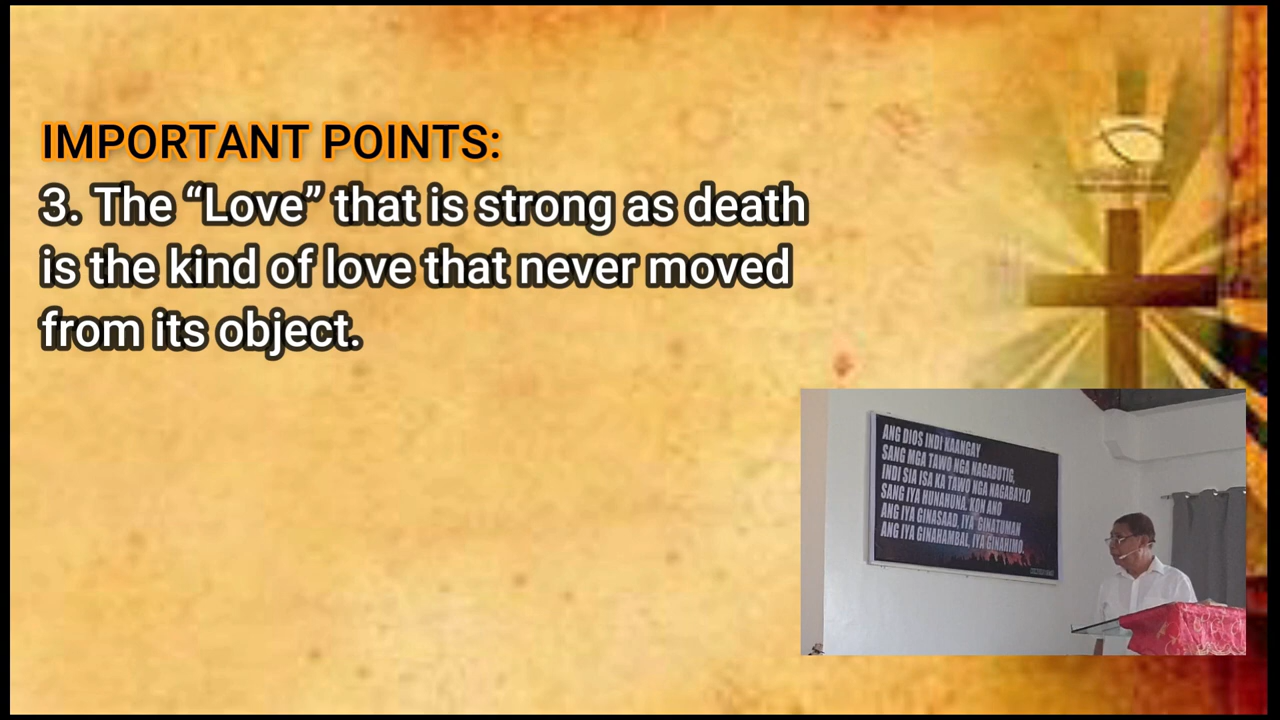 IMPORTANT POINTS:
3. The “Love” that is strong as death
is the kind of love that never moved
from its object.
ANG DIOS INDI KAANGAY
SANG MGA TAWO NGA NAGABUTIG,
INDI SIA ISA KA TAWO NGA NAGABAYLO
SANG IYA HUNAHUNA. KON ANO
ANG IYA GINASAAD, IYA GINATUMAN
ANG IYA GINAHAMBAL, IYA GINAHIMO.